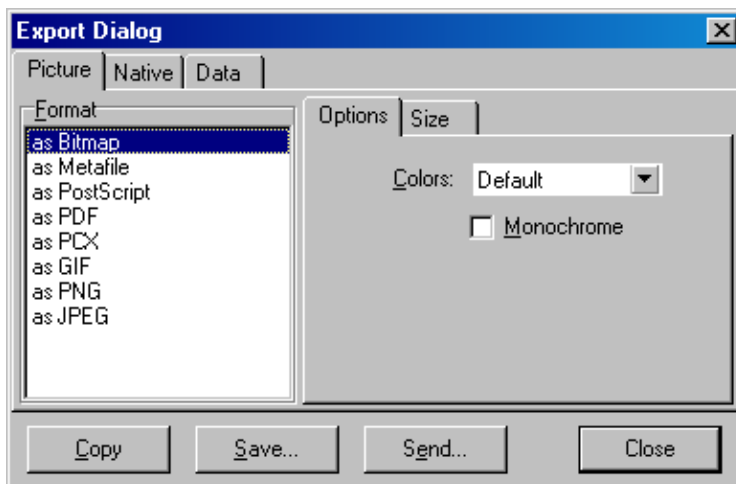 Export Dialog
Picture Native Data
Format
as Bitmap
as Metafile
as PostScript
as PDF
as PCX
as GIF
as PNG
as JPEG
Options Size
Colors: Default
Monochrome
Copy Save... Send... Close